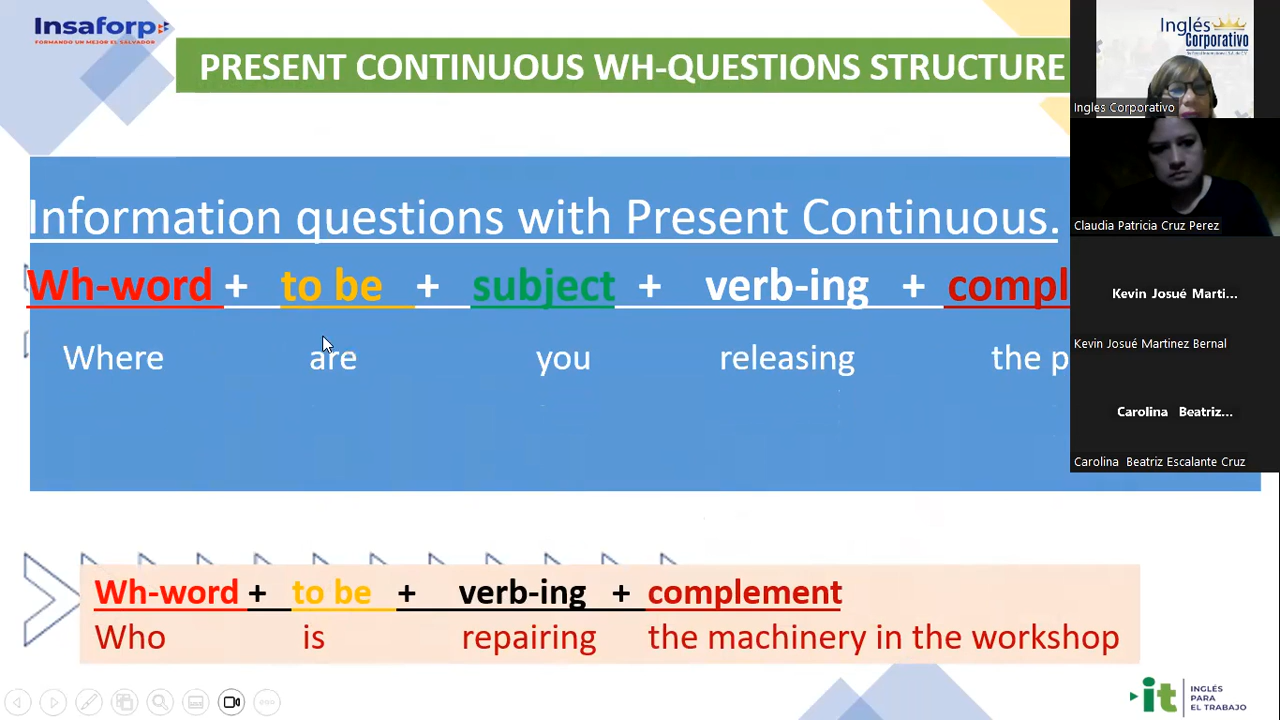 Insaforp
FORMANDO UN MEJOR EL SALVADOR
PRESENT CONTINUOUS WH-QUESTIONS STRUCTURE
Inglés
Corporativo
Ingles Corporativo
Claudia Patricia Cruz Perez
Kevin Josué Marti...
Kevin Josué Martinez Bernal
Carolina Beatriz...
Carolina Beatriz Escalante Cruz
Information questions with Present Continuous.
Wh-word + to be + subject + verb-ing + compl
Where are you releasing the p
Wh-word + to be + verb-ing + complement
Who is repairing the machinery in the workshop
it INGLÉS
PARA
EL TRABAJO